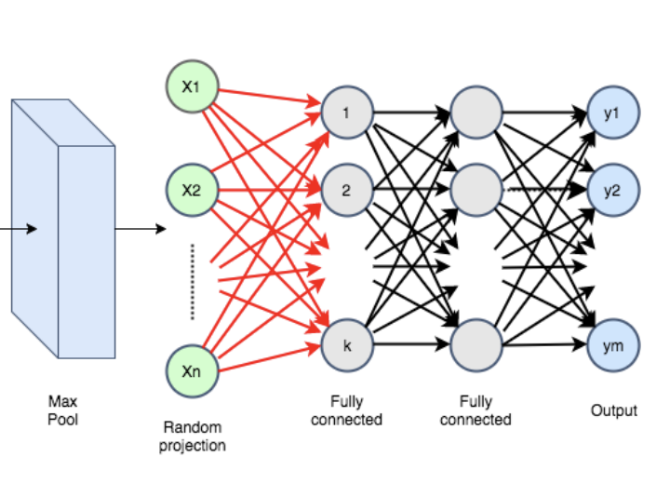 X1
X2
Xn
1
2
k
y1
y2
ym
Max
Pool
Random
projection
Fully
connected
Fully
connected
Output